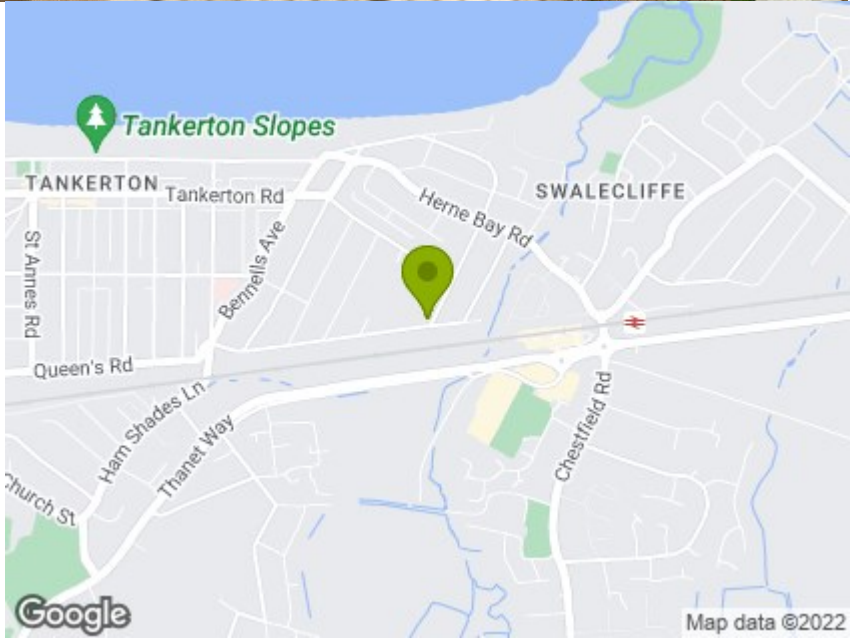 Tankerton Slopes
TANKERTON
Tankerton Rd
SWALECLIFFE
Herne Bay Rd
St Annes Rd
Bennells Ave
Queen's Rd
Ham Shades Ln
Thanet Way
Chestfield Rd
Church St
Google
Map data ©2022